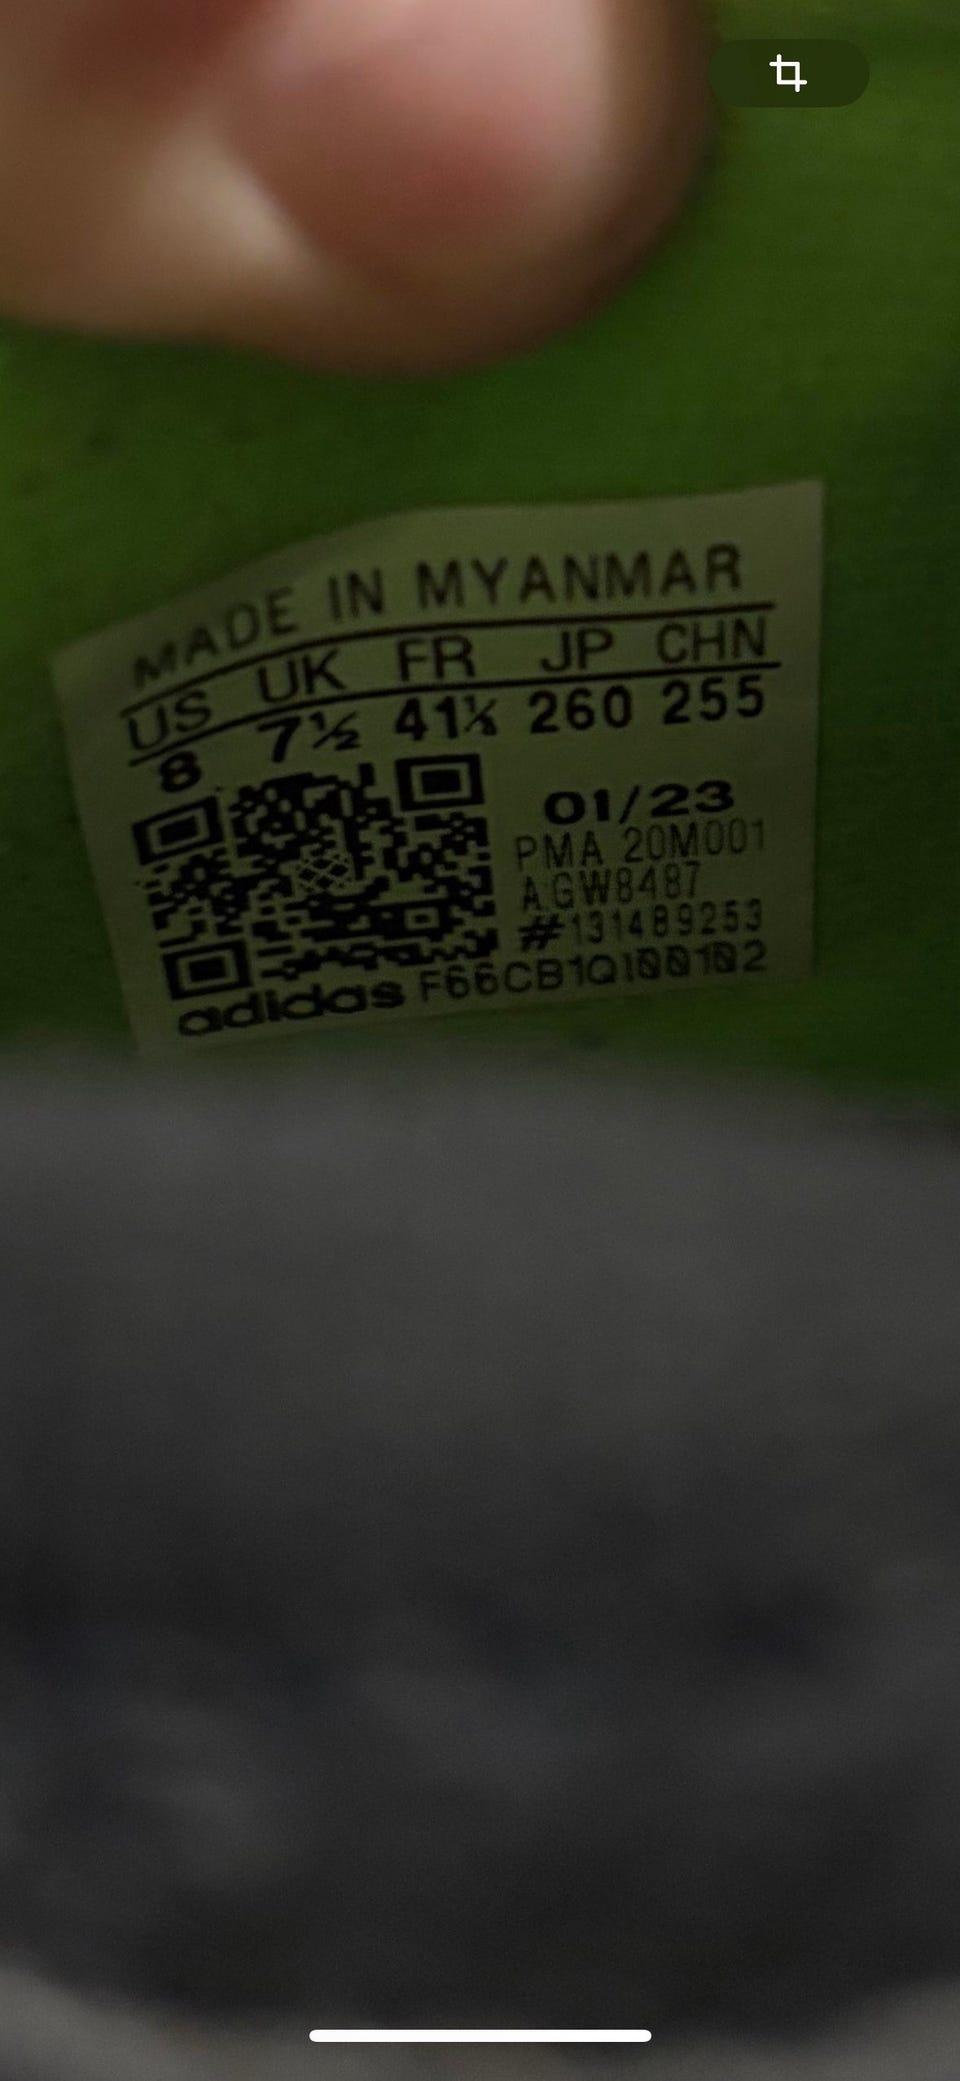 MADE IN MYANMAR
US UK FR JP CHN
8 7½ 41⅓ 260 255
01/23
PMA 20M001
AGW8487
#131489253
adidas F66CB1QI00102